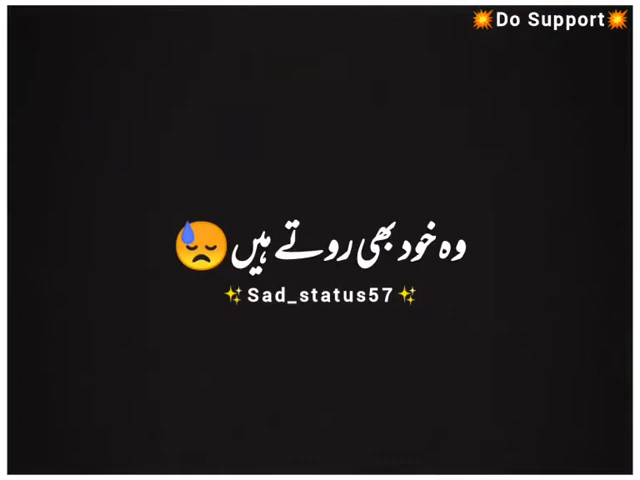 💥Do Support💥
وہ خود بھی روتے ہیں😓
✨Sad_status57✨